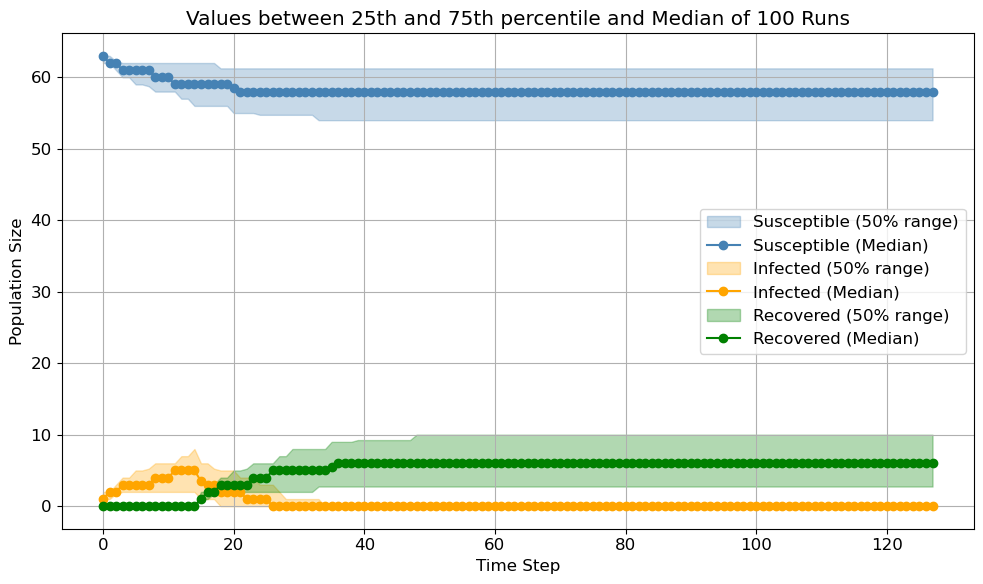 Values between 25th and 75th percentile and Median of 100 Runs
Population Size
60
50
40
30
20
10
0
Susceptible (50% range)
Susceptible (Median)
Infected (50% range)
Infected (Median)
Recovered (50% range)
Recovered (Median)
0 20 40 60 80 100 120
Time Step